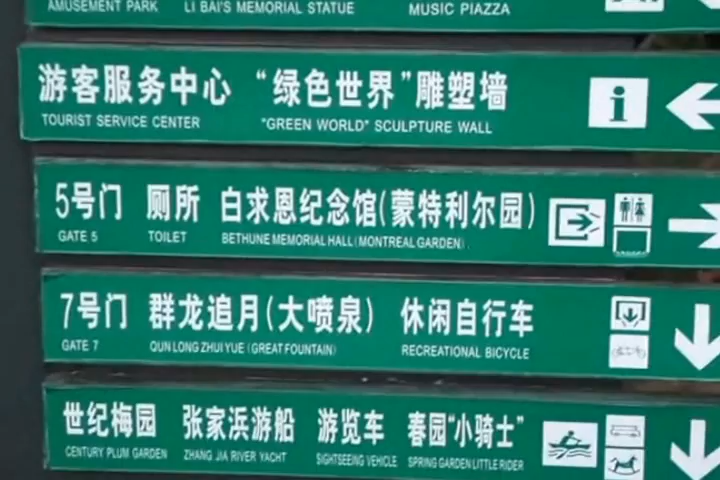 AMUSEMENT PARK LI BAI'S MEMORIAL STATUE MUSIC PIAZZA
游客服务中心 “绿色世界”雕塑墙
TOURIST SERVICE CENTER "GREEN WORLD" SCULPTURE WALL
5号门 厕所 白求恩纪念馆(蒙特利尔园)
GATE 5 TOILET BETHUNE MEMORIAL HALL (MONTREAL GARDEN)
7号门 群龙追月(大喷泉) 休闲自行车
GATE 7 QUN LONG ZHUI YUE (GREAT FOUNTAIN) RECREATIONAL BICYCLE
世纪梅园 张家浜游船 游览车 春园“小骑士”
CENTURY PLUM GARDEN ZHANG JIA RIVER YACHT SIGHTSEEING VEHICLE SPRING GARDEN LITTLE RIDER